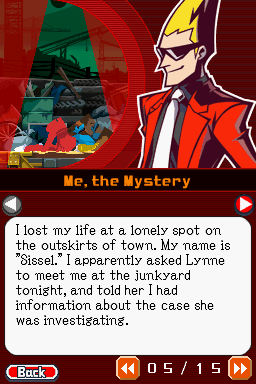 Me, the Mystery
I lost my life at a lonely spot on
the outskirts of town. My name is
"Sissel." I apparently asked Lynne
to meet me at the junkyard
tonight, and told her I had
information about the case she
was investigating.
Back
05/15